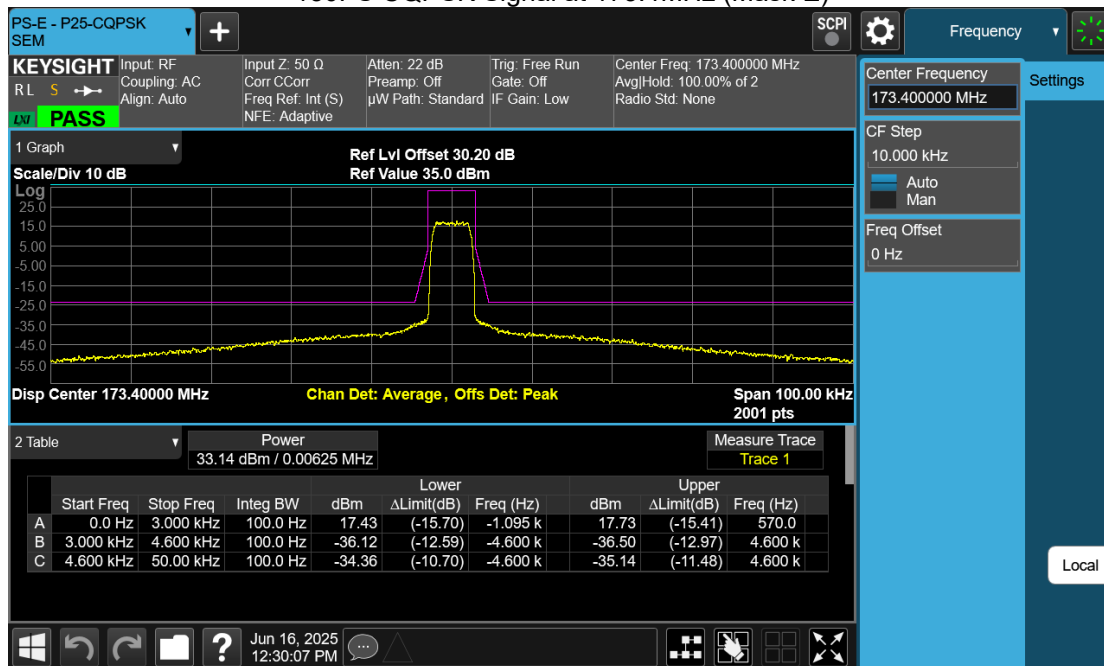 PS-E - P25-CQPSK
SEM
SCPI
Frequency
KEYSIGHT
R L S
LXI PASS
Input: RF
Coupling: AC
Align: Auto
Input Z: 50 Ω
Corr CCorr
Freq Ref: Int (S)
NFE: Adaptive
Atten: 22 dB
Preamp: Off
µW Path: Standard
Trig: Free Run
Gate: Off
IF Gain: Low
Center Freq: 173.400000 MHz
Avg|Hold: 100.00% of 2
Radio Std: None
Center Frequency
173.400000 MHz
Settings
CF Step
10.000 kHz
Auto
Man
Freq Offset
0 Hz
1 Graph
Scale/Div 10 dB
Ref Lvl Offset 30.20 dB
Ref Value 35.0 dBm
Log
25.0
15.0
5.00
-5.00
-15.0
-25.0
-35.0
-45.0
-55.0
Disp Center 173.40000 MHz
Chan Det: Average, Offs Det: Peak
Span 100.00 kHz
2001 pts
2 Table
Power
33.14 dBm / 0.00625 MHz
Measure Trace
Trace 1
Lower Upper
Start Freq Stop Freq Integ BW dBm ΔLimit(dB) Freq (Hz) dBm ΔLimit(dB) Freq (Hz)
A 0.0 Hz 3.000 kHz 100.0 Hz 17.43 (-15.70) -1.095 k 17.73 (-15.41) 570.0
B 3.000 kHz 4.600 kHz 100.0 Hz -36.12 (-12.59) -4.600 k -36.50 (-12.97) 4.600 k
C 4.600 kHz 50.00 kHz 100.0 Hz -34.36 (-10.70) -4.600 k -35.14 (-11.48) 4.600 k
Local
Jun 16, 2025
12:30:07 PM